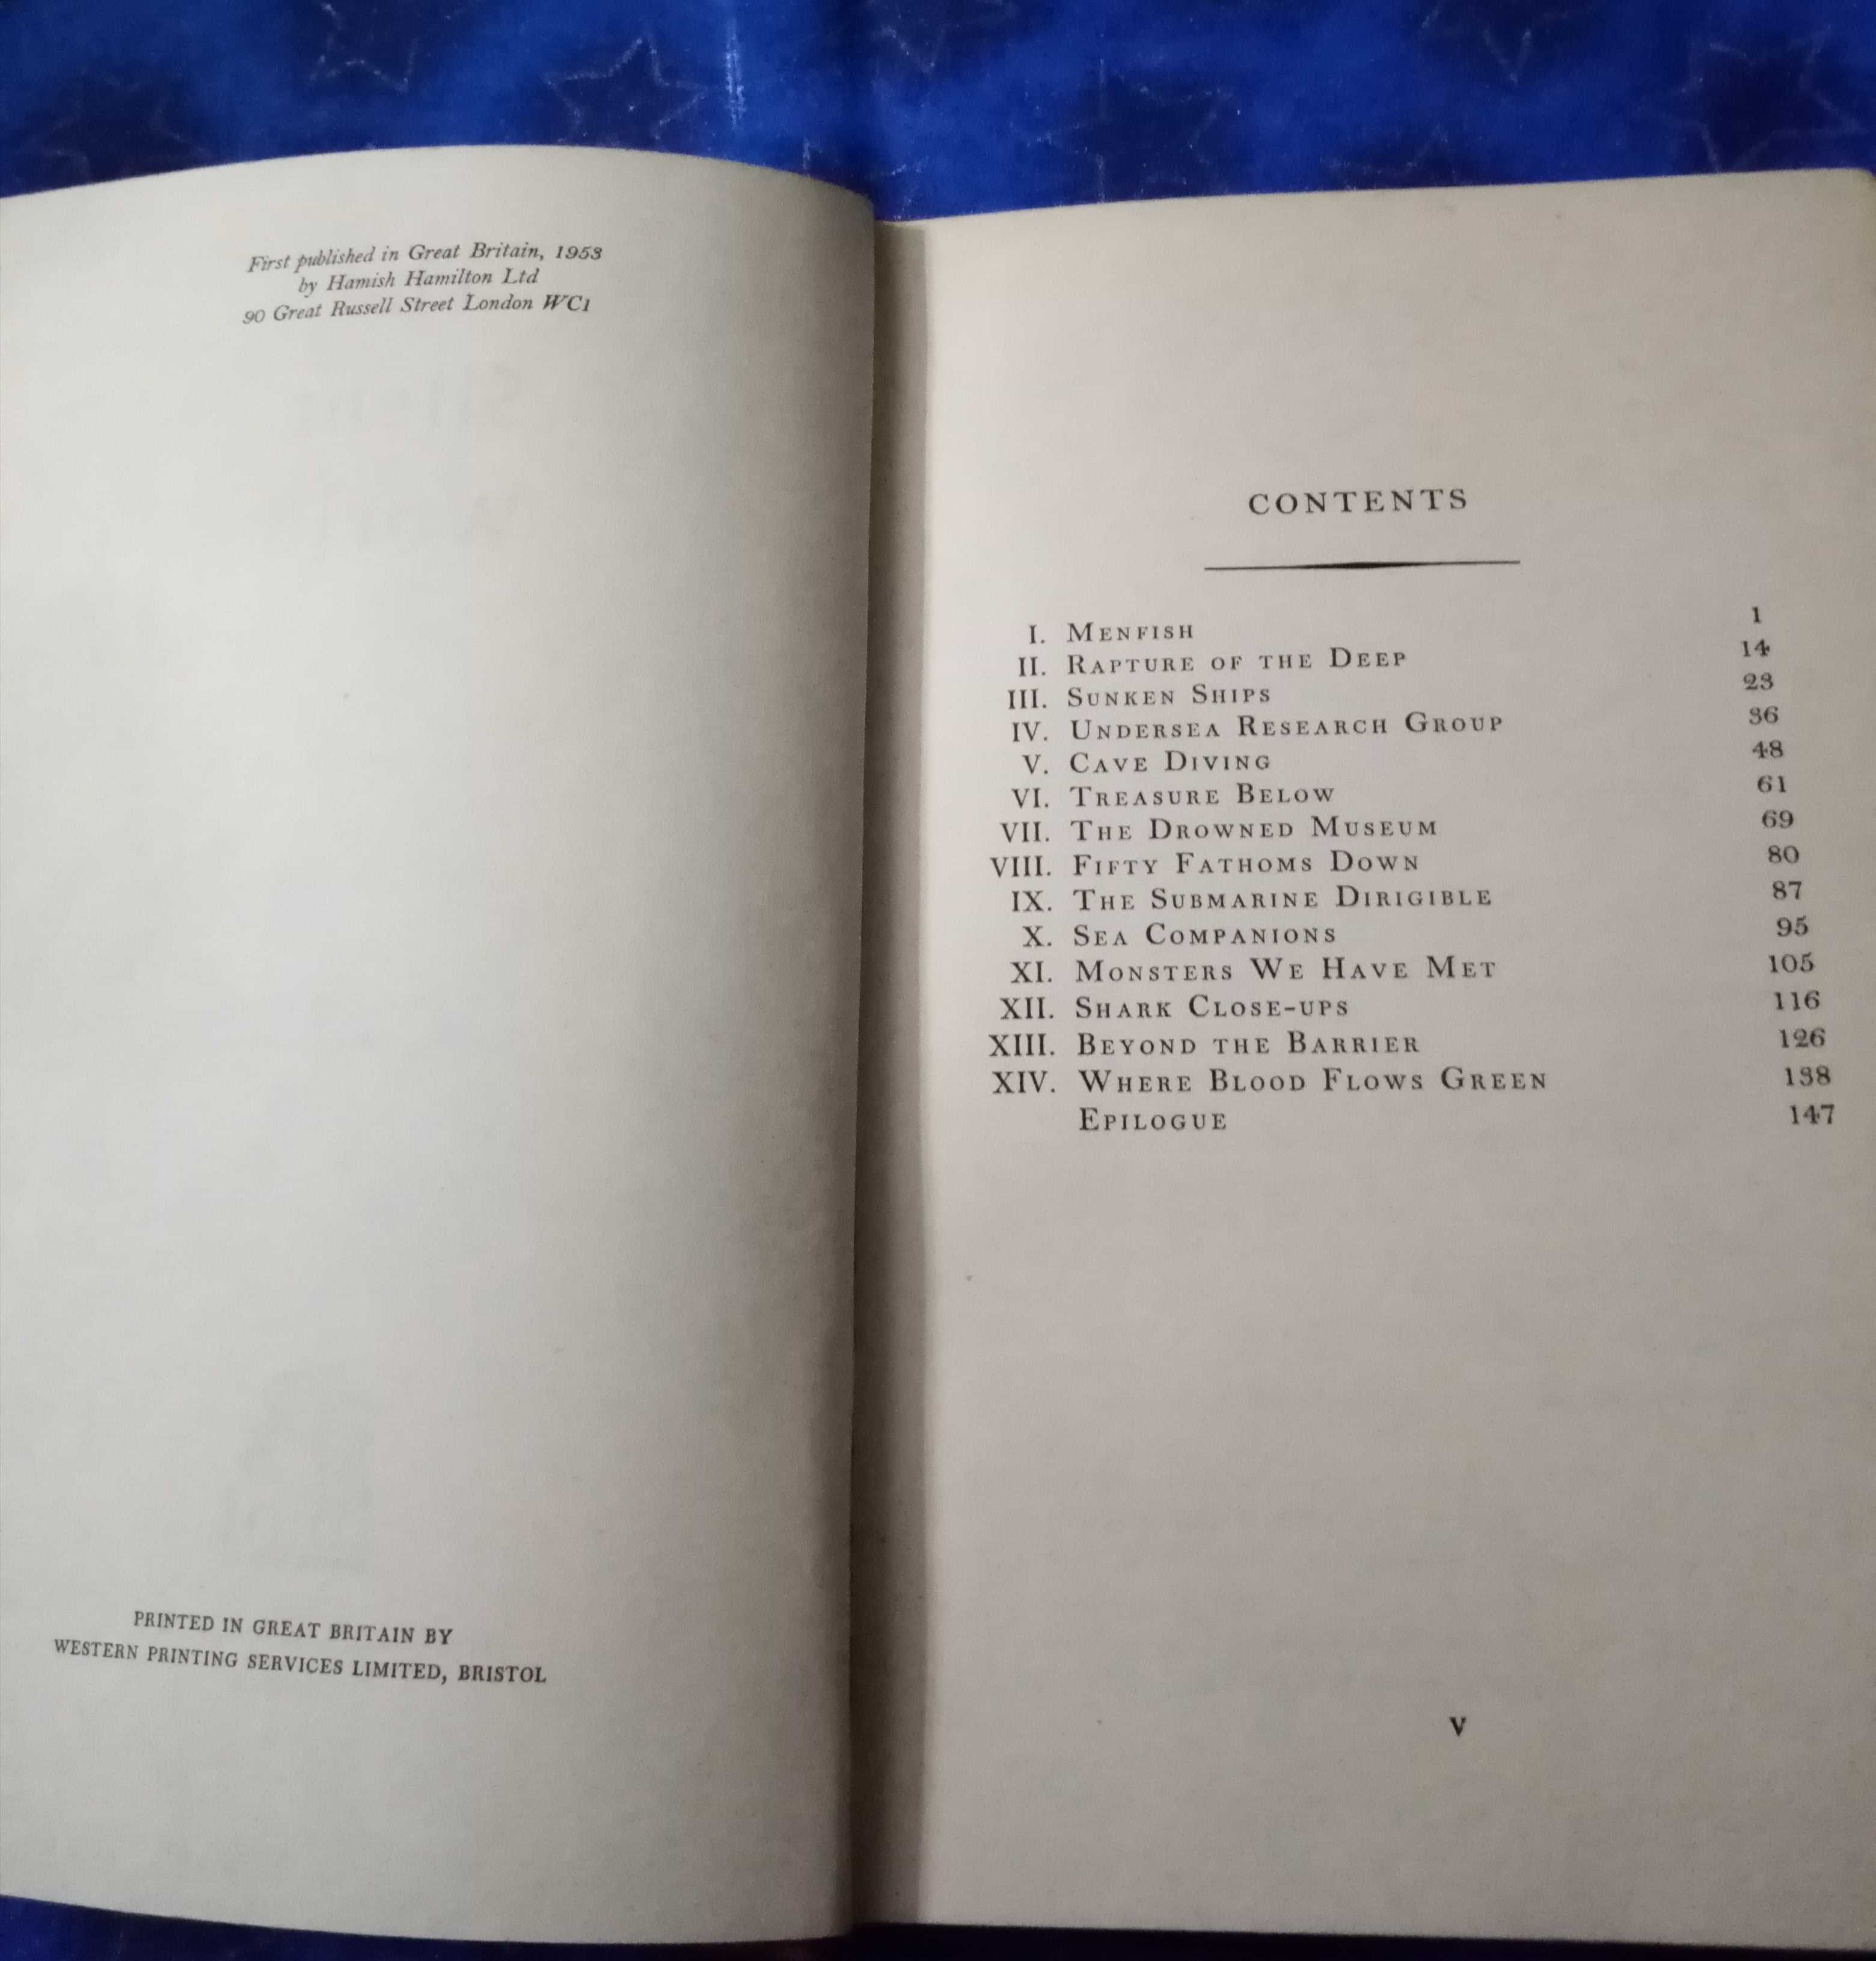 First published in Great Britain, 1953
by Hamish Hamilton Ltd
90 Great Russell Street London WC1
PRINTED IN GREAT BRITAIN BY
WESTERN PRINTING SERVICES LIMITED, BRISTOL
CONTENTS
I. MENFISH 1
II. RAPTURE OF THE DEEP 14
III. SUNKEN SHIPS 23
IV. UNDERSEA RESEARCH GROUP 36
V. CAVE DIVING 48
VI. TREASURE BELOW 61
VII. THE DROWNED MUSEUM 69
VIII. FIFTY FATHOMS DOWN 80
IX. THE SUBMARINE DIRIGIBLE 87
X. SEA COMPANIONS 95
XI. MONSTERS WE HAVE MET 105
XII. SHARK CLOSE-UPS 116
XIII. BEYOND THE BARRIER 126
XIV. WHERE BLOOD FLOWS GREEN 138
EPILOGUE 147
v